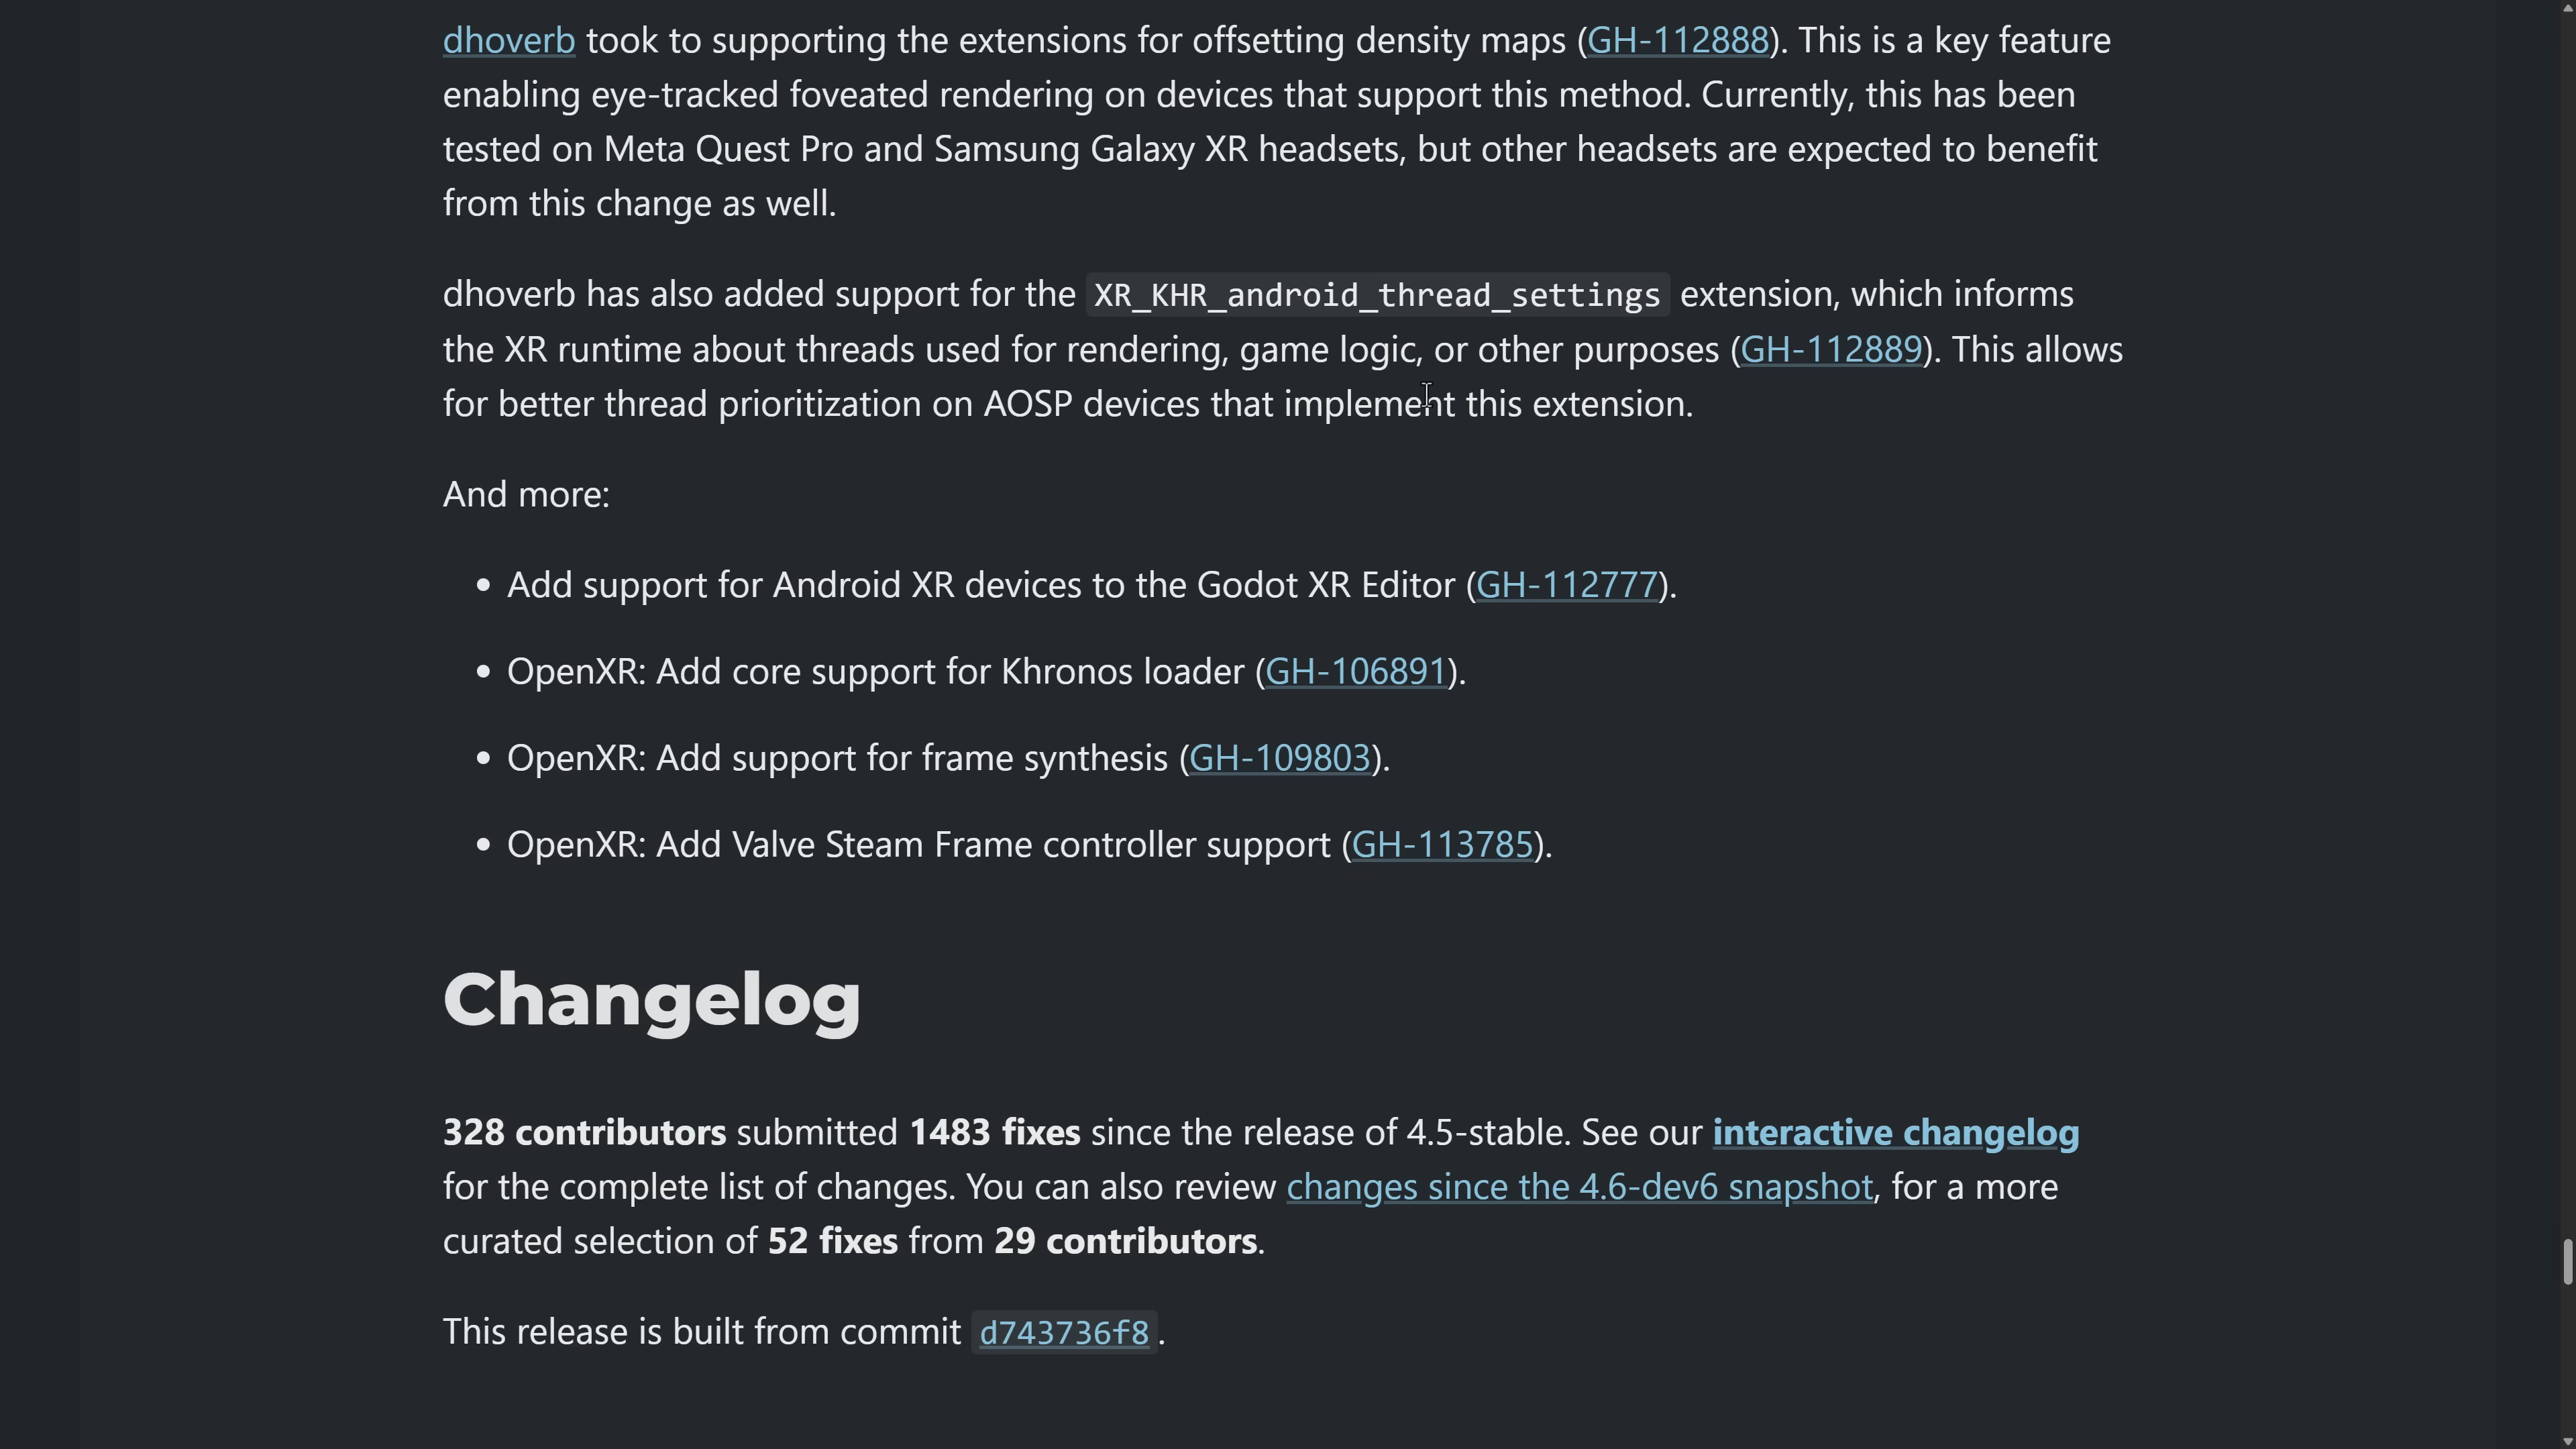 dhoverb took to supporting the extensions for offsetting density maps (GH-112888). This is a key feature
enabling eye-tracked foveated rendering on devices that support this method. Currently, this has been
tested on Meta Quest Pro and Samsung Galaxy XR headsets, but other headsets are expected to benefit
from this change as well.
dhoverb has also added support for the XR_KHR_android_thread_settings extension, which informs
the XR runtime about threads used for rendering, game logic, or other purposes (GH-112889). This allows
for better thread prioritization on AOSP devices that implement this extension.
And more:
• Add support for Android XR devices to the Godot XR Editor (GH-112777).
• OpenXR: Add core support for Khronos loader (GH-106891).
• OpenXR: Add support for frame synthesis (GH-109803).
• OpenXR: Add Valve Steam Frame controller support (GH-113785).
Changelog
328 contributors submitted 1483 fixes since the release of 4.5-stable. See our interactive changelog
for the complete list of changes. You can also review changes since the 4.6-dev6 snapshot, for a more
curated selection of 52 fixes from 29 contributors.
This release is built from commit d743736f8.